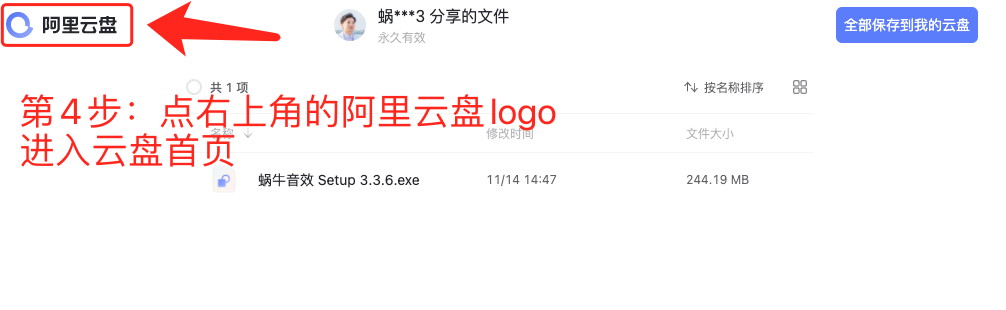 阿里云盘
蜗***3 分享的文件
永久有效
全部保存到我的云盘
共 1 项
按名称排序
第4步：点右上角的阿里云盘logo
进入云盘首页
名称
修改时间
文件大小
蜗牛音效 Setup 3.3.6.exe
11/14 14:47
244.19 MB